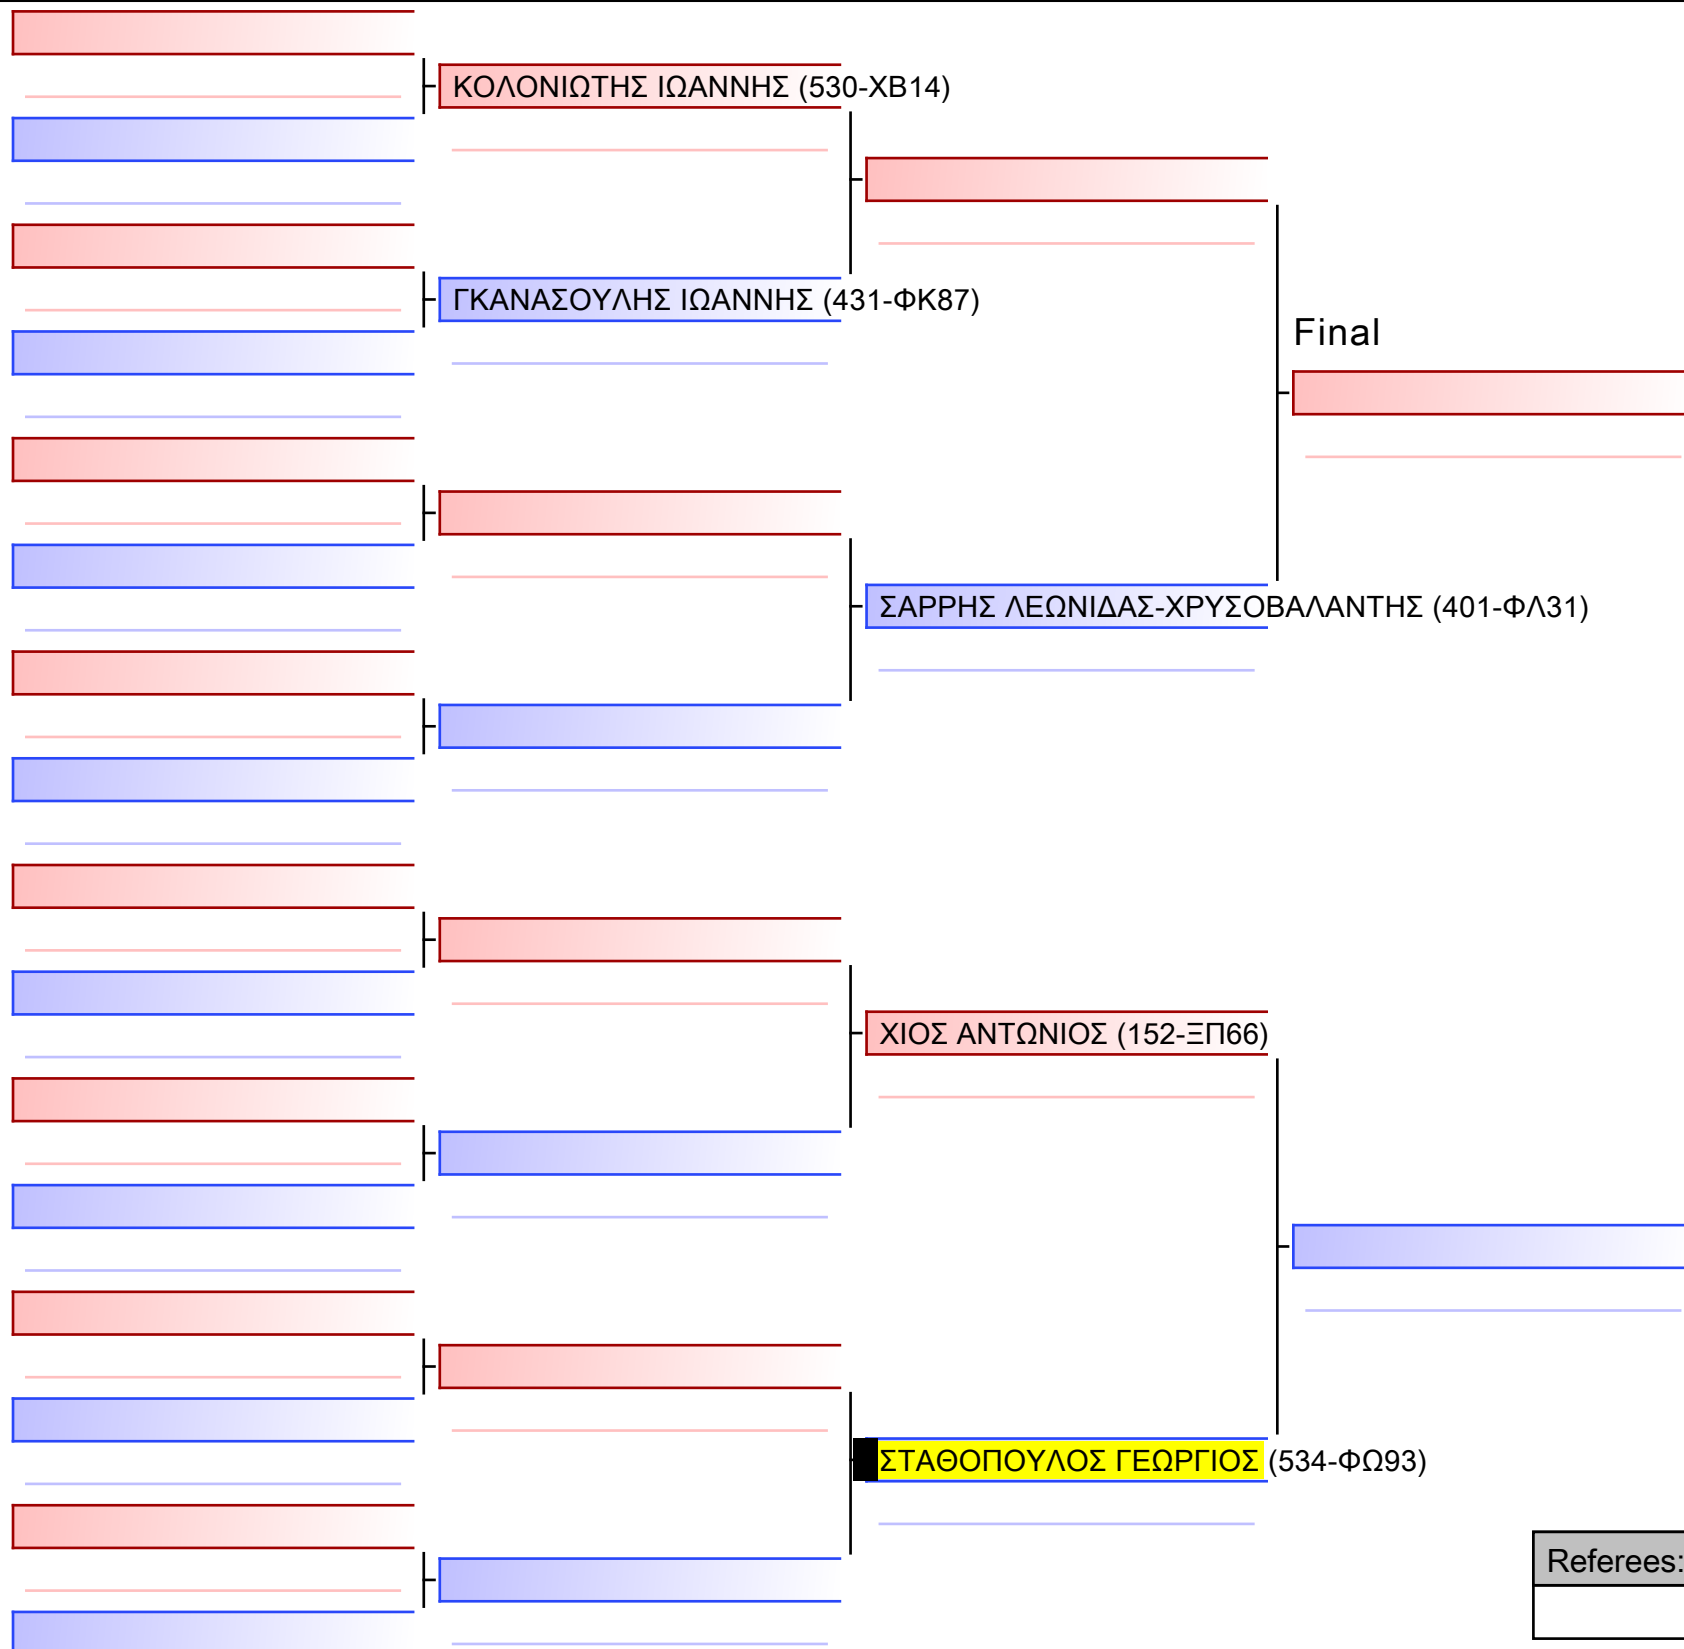 ΚΟΛΟΝΙΩΤΗΣ ΙΩΑΝΝΗΣ (530-ΧΒ14)
ΓΚΑΝΑΣΟΥΛΗΣ ΙΩΑΝΝΗΣ (431-ΦΚ87)
Final
ΣΑΡΡΗΣ ΛΕΩΝΙΔΑΣ-ΧΡΥΣΟΒΑΛΑΝΤΗΣ (401-ΦΛ31)
ΧΙΟΣ ΑΝΤΩΝΙΟΣ (152-ΞΠ66)
ΣΤΑΘΟΠΟΥΛΟΣ ΓΕΩΡΓΙΟΣ (534-ΦΩ93)
Referees: